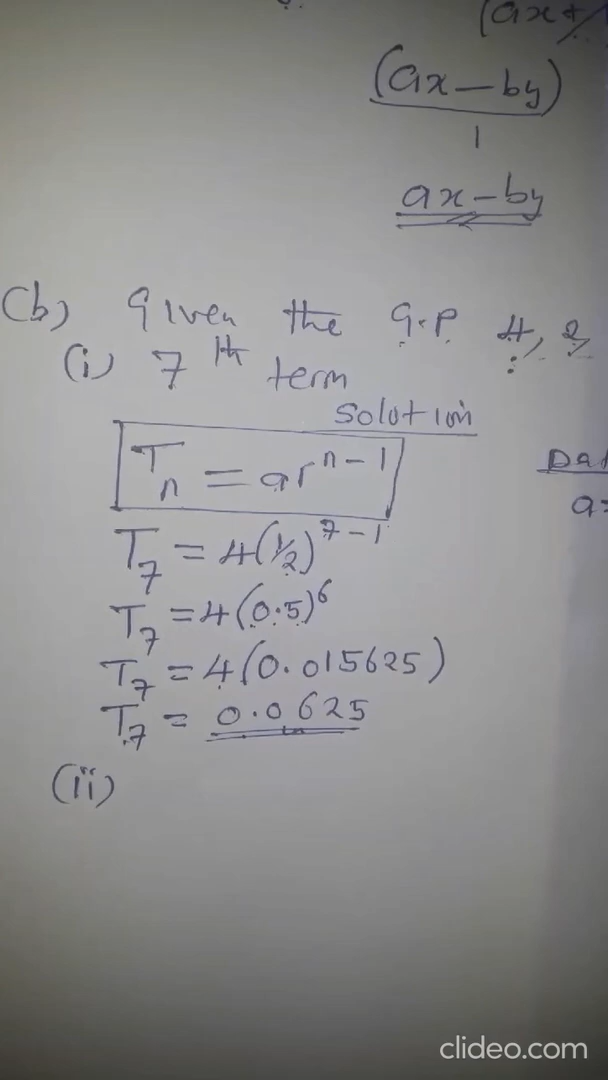 (ax+
(ax-by)
1
ax-by
(b) Given the G.P 4, 2,
(i) 7th term
Solution
Tn = ar^n-1
T7 = 4(1/2)^7-1
T7 = 4(0.5)^6
T7 = 4(0.015625)
T7 = 0.0625
(ii)
a=
clideo.com